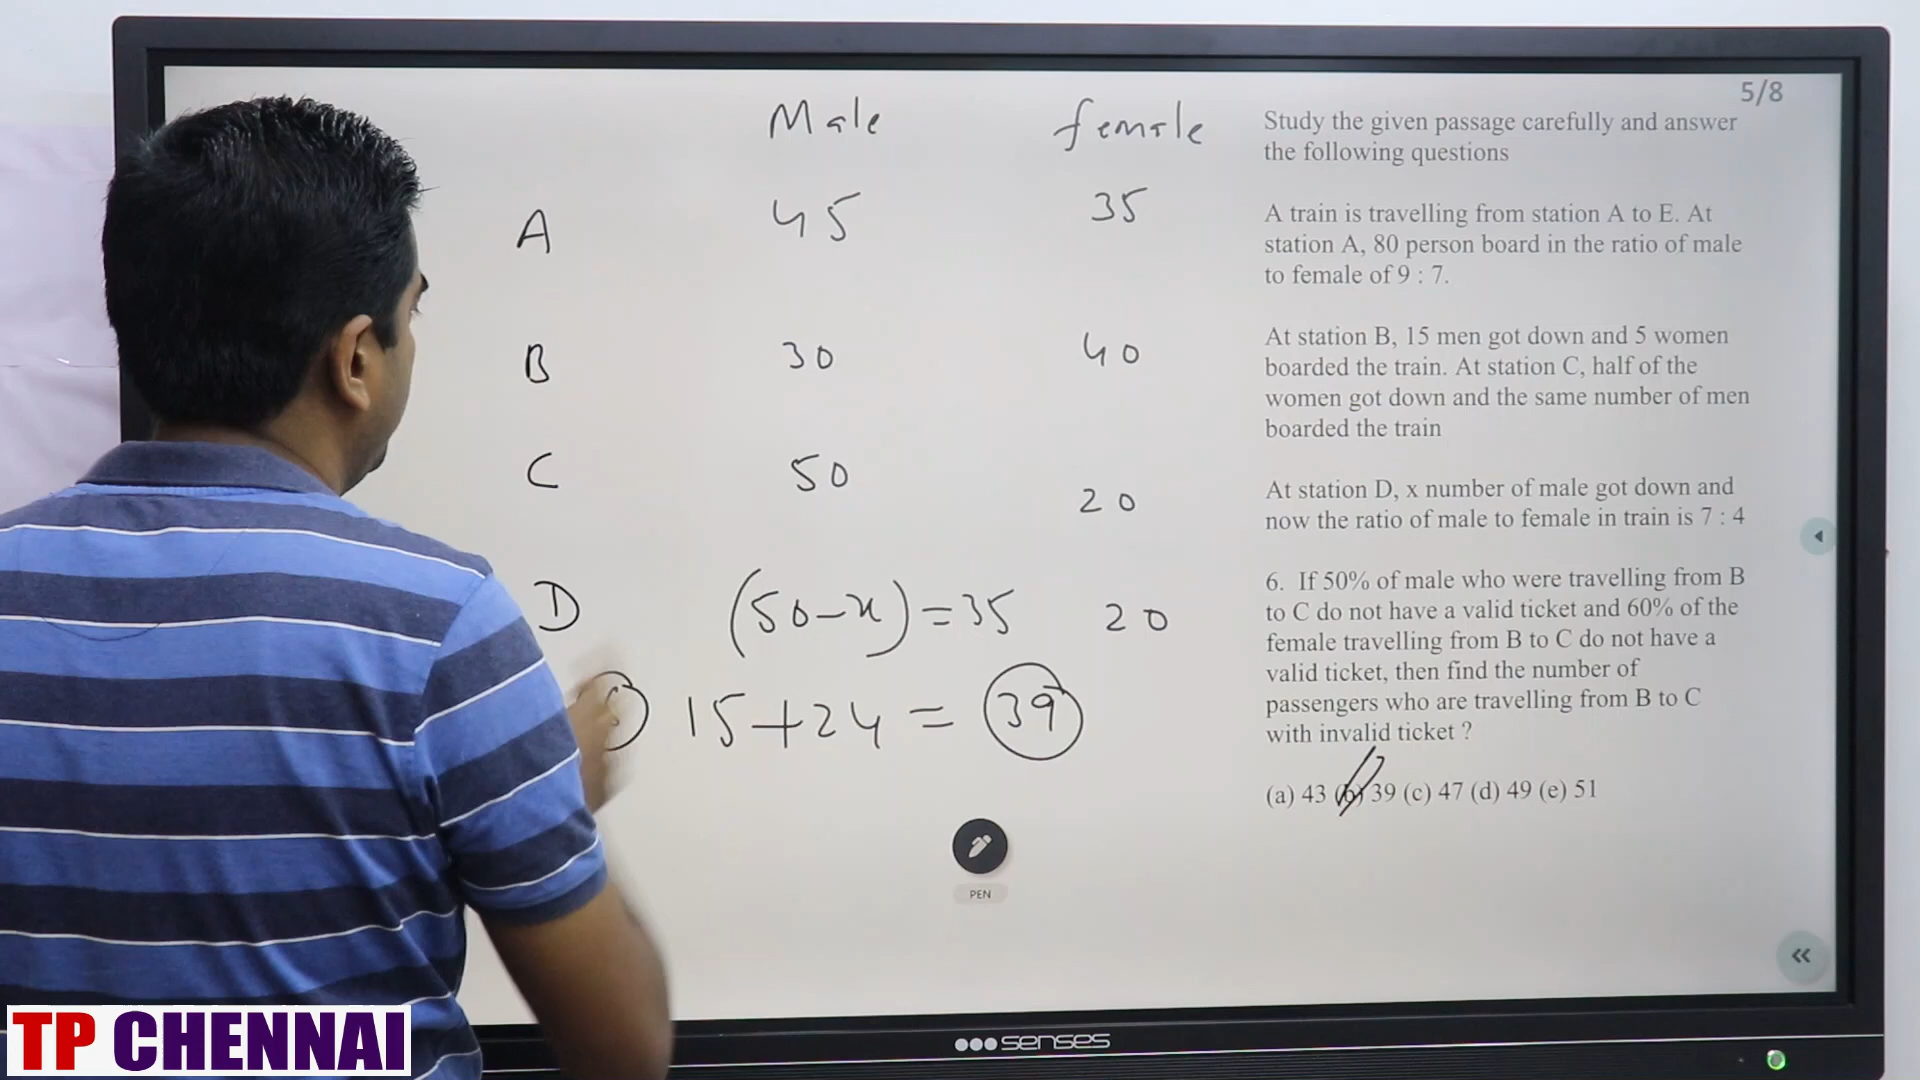 5/8
Male female
A 45 35
B 30 40
C 50 20
D (50-x)=35 20
15+24 = 39
Study the given passage carefully and answer
the following questions
A train is travelling from station A to E. At
station A, 80 person board in the ratio of male
to female of 9 : 7.
At station B, 15 men got down and 5 women
boarded the train. At station C, half of the
women got down and the same number of men
boarded the train
At station D, x number of male got down and
now the ratio of male to female in train is 7 : 4
6. If 50% of male who were travelling from B
to C do not have a valid ticket and 60% of the
female travelling from B to C do not have a
valid ticket, then find the number of
passengers who are travelling from B to C
with invalid ticket ?
(a) 43 (b) 39 (c) 47 (d) 49 (e) 51
PEN
senses
TP CHENNAI